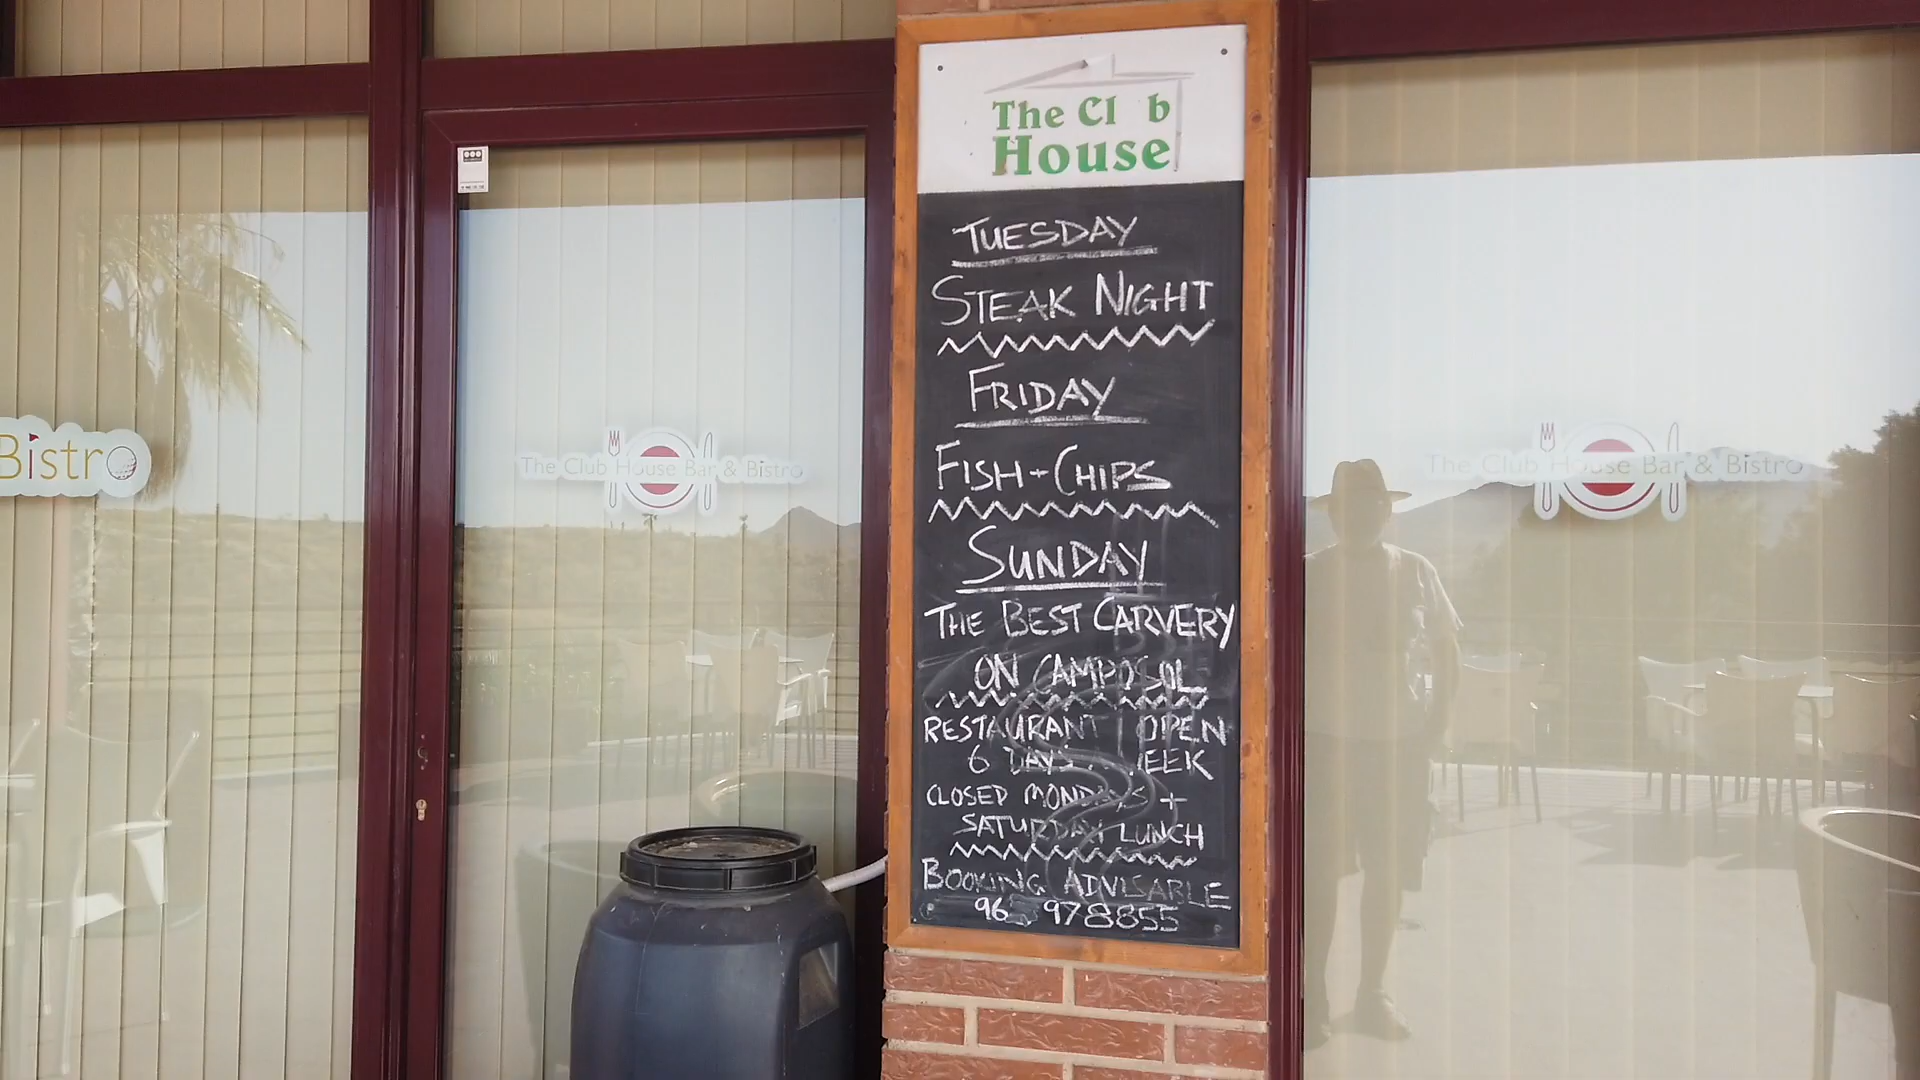 Bistro
The Club House Bar & Bistro
The Cl b
House
TUESDAY
STEAK NIGHT
FRIDAY
FISH + CHIPS
SUNDAY
THE BEST CARVERY
ON CAMPOSOL
RESTAURANT OPEN
6 DAYS EEK
CLOSED MONDAYS +
SATURDAY LUNCH
BOOKING ADVISABLE
96 978855
The Club House Bar & Bistro